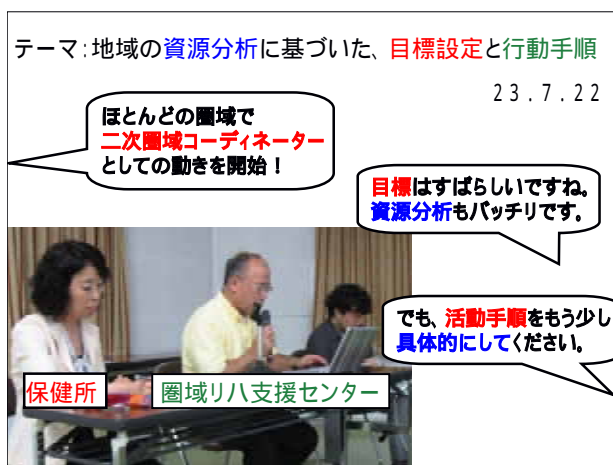 テーマ:地域の資源分析に基づいた、目標設定と行動手順
23.7.22
ほとんどの圏域で
二次圏域コーディネーター
としての動きを開始!
目標はすばらしいですね。
資源分析もバッチリです。
でも、活動手順をもう少し
具体的にしてください。
保健所
圏域リハ支援センター